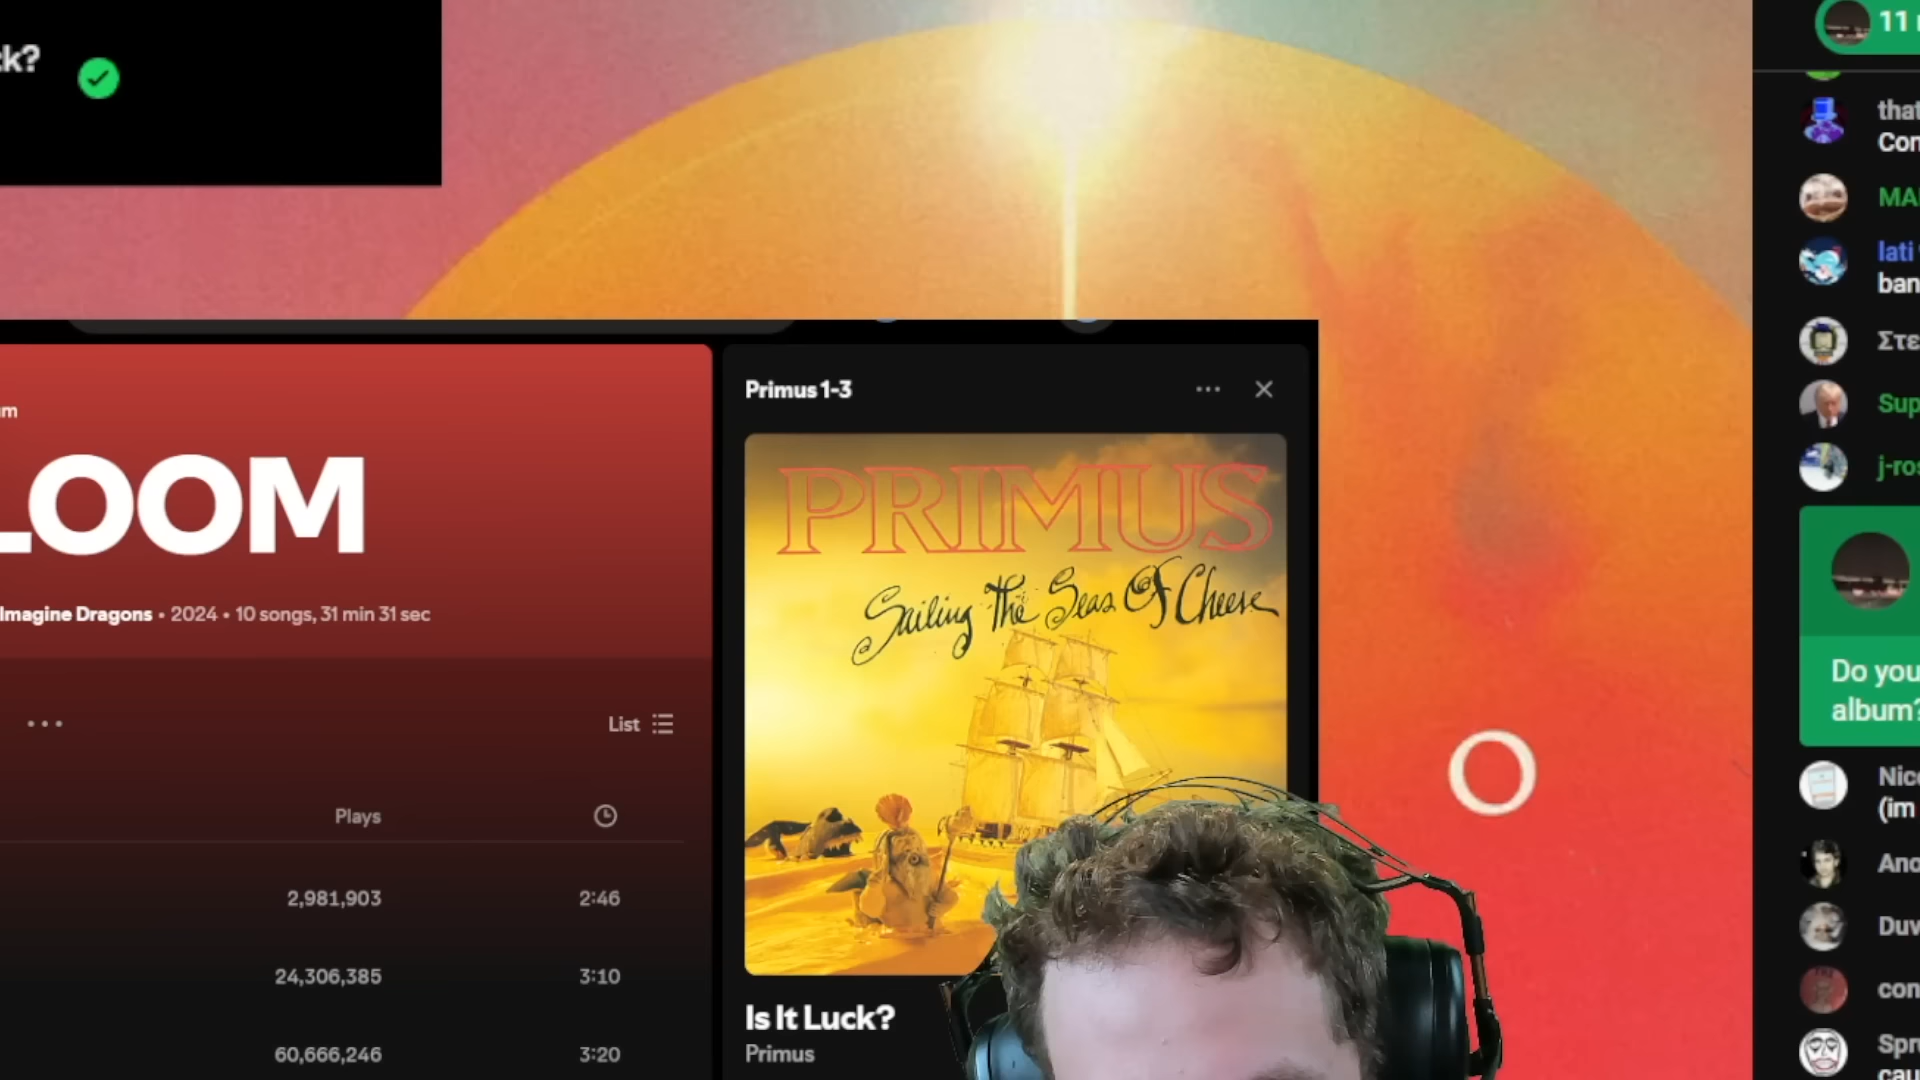 ck?
11
that
Con
MA
lati
ban
Στε
Primus 1-3
Sup
PRIMUS
LOOM
j-ros
Sailing The Seas Of Cheese
Imagine Dragons • 2024 • 10 songs, 31 min 31 sec
Do you
album?
List
O
Nico
(im
Plays
And
2,981,903 2:46
Duv
24,306,385 3:10
con
Is It Luck?
Primus
60,666,246 3:20
Spr
cau